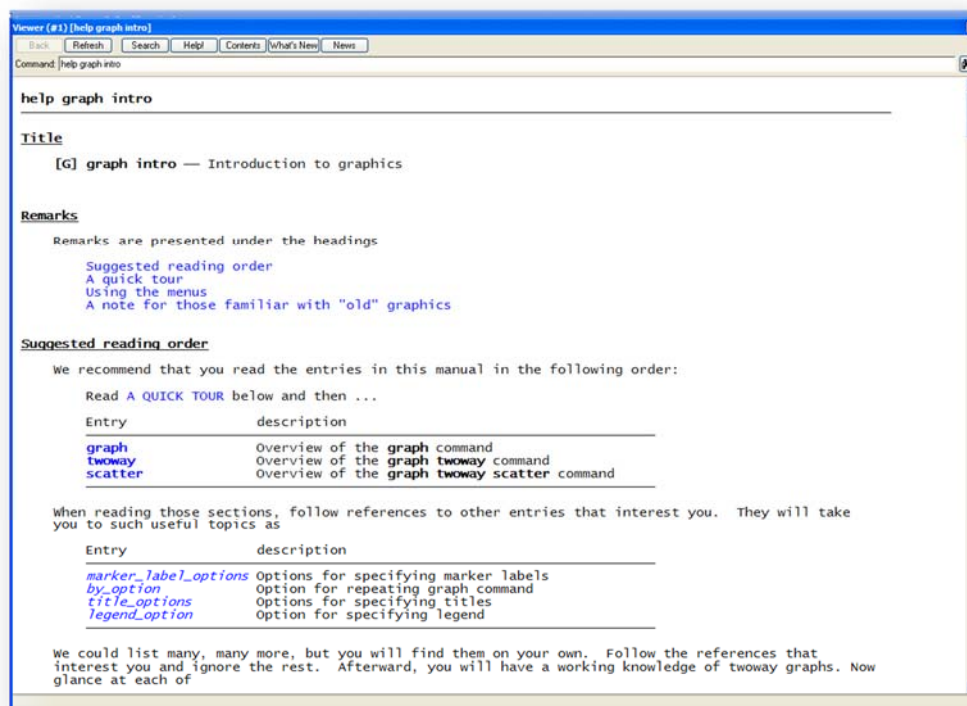 Viewer (#1) [help graph intro]
Back Refresh Search Help! Contents What's New News
Command: help graph intro
help graph intro
Title
[G] graph intro — Introduction to graphics
Remarks
Remarks are presented under the headings
Suggested reading order
A quick tour
Using the menus
A note for those familiar with "old" graphics
Suggested reading order
We recommend that you read the entries in this manual in the following order:
Read A QUICK TOUR below and then ...
Entry description
graph Overview of the graph command
twoway Overview of the graph twoway command
scatter Overview of the graph twoway scatter command
When reading those sections, follow references to other entries that interest you. They will take
you to such useful topics as
Entry description
marker_label_options Options for specifying marker labels
by_option Option for repeating graph command
title_options Options for specifying titles
legend_option Option for specifying legend
We could list many, many more, but you will find them on your own. Follow the references that
interest you and ignore the rest. Afterward, you will have a working knowledge of twoway graphs. Now
glance at each of